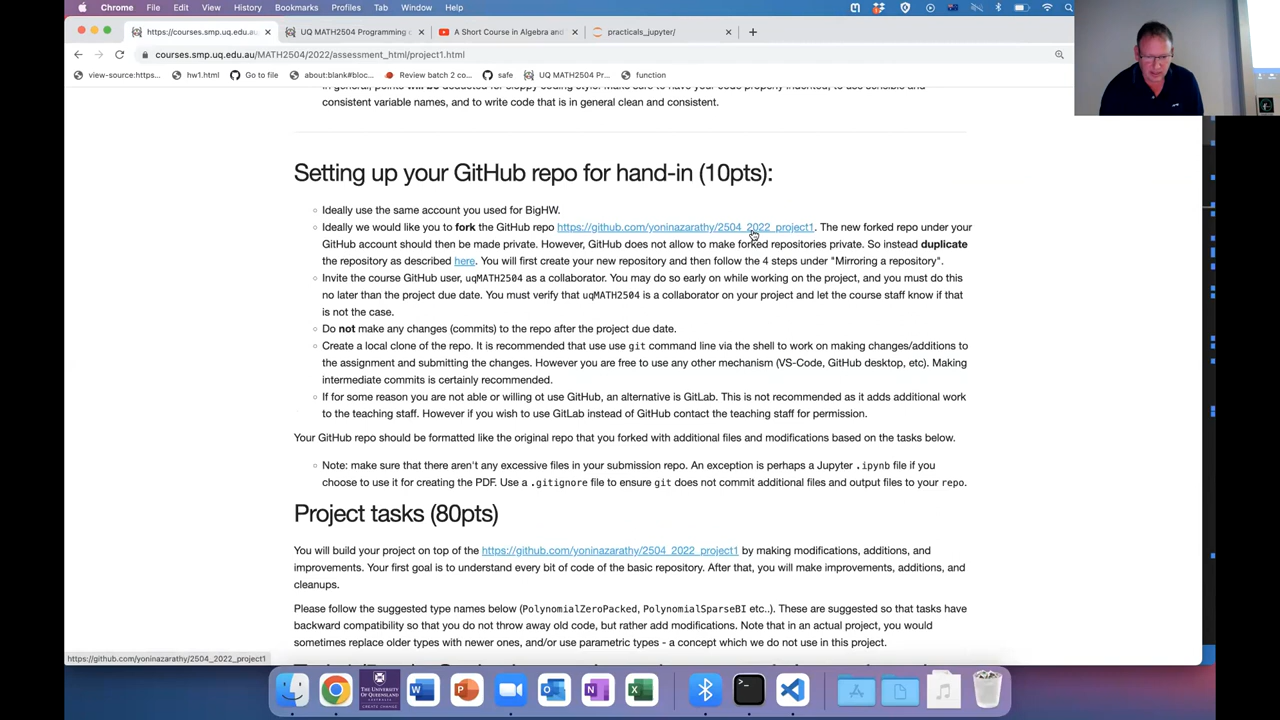 Chrome File Edit View History Bookmarks Profiles Tab Window Help
https://courses.smp.uq.edu.au/ UQ MATH2504 Programming o A Short Course in Algebra and practicals_jupyter/
courses.smp.uq.edu.au/MATH2504/2022/assessment_html/project1.html
view-source:https... hw1.html Go to file about:blank#bloc... Review batch 2 co... safe UQ MATH2504 Pr... function
consistent variable names, and to write code that is in general clean and consistent.
Setting up your GitHub repo for hand-in (10pts):
Ideally use the same account you used for BigHW.
Ideally we would like you to fork the GitHub repo https://github.com/yoninazarathy/2504_2022_project1. The new forked repo under your
GitHub account should then be made private. However, GitHub does not allow to make forked repositories private. So instead duplicate
the repository as described here. You will first create your new repository and then follow the 4 steps under "Mirroring a repository".
Invite the course GitHub user, uqMATH2504 as a collaborator. You may do so early on while working on the project, and you must do this
no later than the project due date. You must verify that uqMATH2504 is a collaborator on your project and let the course staff know if that
is not the case.
Do not make any changes (commits) to the repo after the project due date.
Create a local clone of the repo. It is recommended that use use git command line via the shell to work on making changes/additions to
the assignment and submitting the changes. However you are free to use any other mechanism (VS-Code, GitHub desktop, etc). Making
intermediate commits is certainly recommended.
If for some reason you are not able or willing ot use GitHub, an alternative is GitLab. This is not recommended as it adds additional work
to the teaching staff. However if you wish to use GitLab instead of GitHub contact the teaching staff for permission.
Your GitHub repo should be formatted like the original repo that you forked with additional files and modifications based on the tasks below.
Note: make sure that there aren't any excessive files in your submission repo. An exception is perhaps a Jupyter .ipynb file if you
choose to use it for creating the PDF. Use a .gitignore file to ensure git does not commit additional files and output files to your repo.
Project tasks (80pts)
You will build your project on top of the https://github.com/yoninazarathy/2504_2022_project1 by making modifications, additions, and
improvements. Your first goal is to understand every bit of code of the basic repository. After that, you will make improvements, additions, and
cleanups.
Please follow the suggested type names below (PolynomialZeroPacked, PolynomialSparseBI etc..). These are suggested so that tasks have
backward compatibility so that you do not throw away old code, but rather add modifications. Note that in an actual project, you would
sometimes replace older types with newer ones, and/or use parametric types - a concept which we do not use in this project.
https://github.com/yoninazarathy/2504_2022_project1
THE UNIVERSITY OF QUEENSLAND